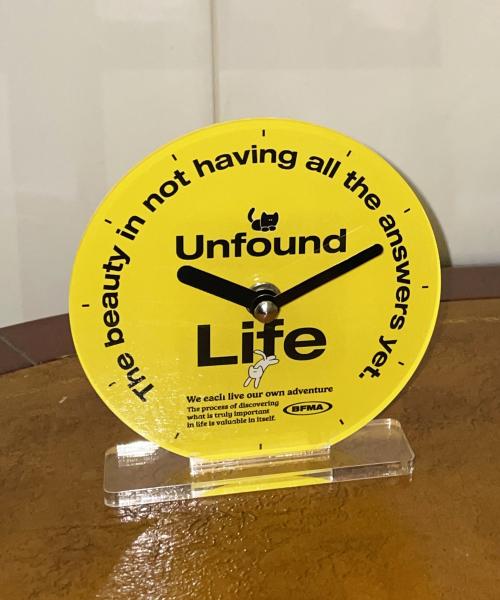 The beauty in not having all the answers yet.
Unfound
Life
We each live our own adventure
The process of discovering
what is truly important
in life is valuable in itself.
BFMA